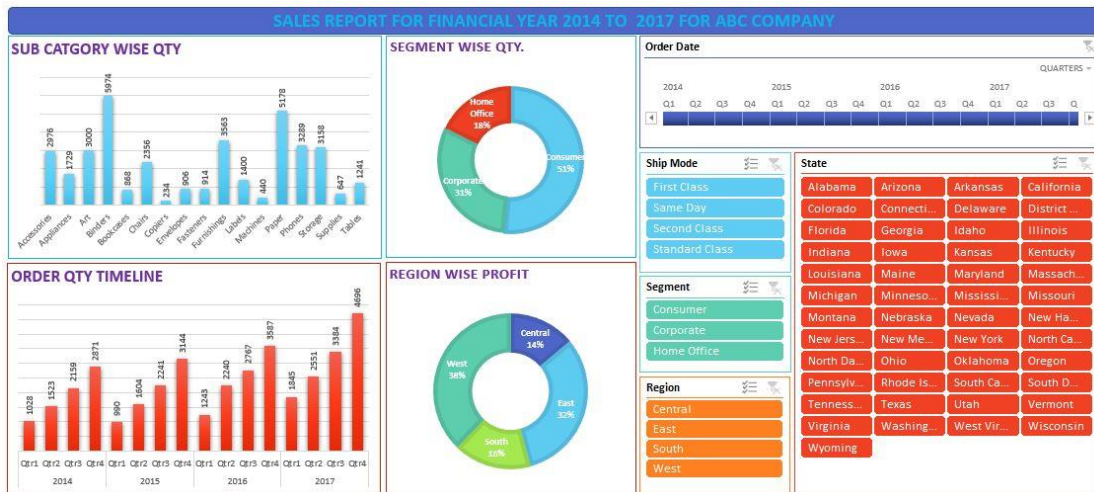 SALES REPORT FOR FINANCIAL YEAR 2014 TO 2017 FOR ABC COMPANY
SUB CATGORY WISE QTY
2976
1729
3000
5974
868
2356
234
906
914
3563
1400
440
5178
3289
3158
647
1241
Accessories
Appliances
Art
Binders
Bookcases
Chairs
Copiers
Envelopes
Fasteners
Furnishings
Labels
Machines
Paper
Phones
Storage
Supplies
Tables
SEGMENT WISE QTY.
Home
Office
18%
Consumer
51%
Corporate
31%
Order Date
QUARTERS
2014 2015 2016 2017
Q1 Q2 Q3 Q4 Q1 Q2 Q3 Q4 Q1 Q2 Q3 Q4 Q1 Q2 Q3 Q
ORDER QTY TIMELINE
1028
1523
2159
2871
990
1604
2241
3144
1243
2240
2767
3587
1845
2551
3384
4696
Qtr1 Qtr2 Qtr3 Qtr4 Qtr1 Qtr2 Qtr3 Qtr4 Qtr1 Qtr2 Qtr3 Qtr4 Qtr1 Qtr2 Qtr3 Qtr4
2014 2015 2016 2017
REGION WISE PROFIT
Central
14%
West
38%
East
32%
South
16%
Ship Mode
First Class
Same Day
Second Class
Standard Class
Segment
Consumer
Corporate
Home Office
Region
Central
East
South
West
State
Alabama Arizona Arkansas California
Colorado Connecti... Delaware District ...
Florida Georgia Idaho Illinois
Indiana Iowa Kansas Kentucky
Louisiana Maine Maryland Massach...
Michigan Minneso... Mississi... Missouri
Montana Nebraska Nevada New Ha...
New Jers... New Me... New York North Ca...
North Da... Ohio Oklahoma Oregon
Pennsylv... Rhode Is... South Ca... South D...
Tenness... Texas Utah Vermont
Virginia Washing... West Vir... Wisconsin
Wyoming